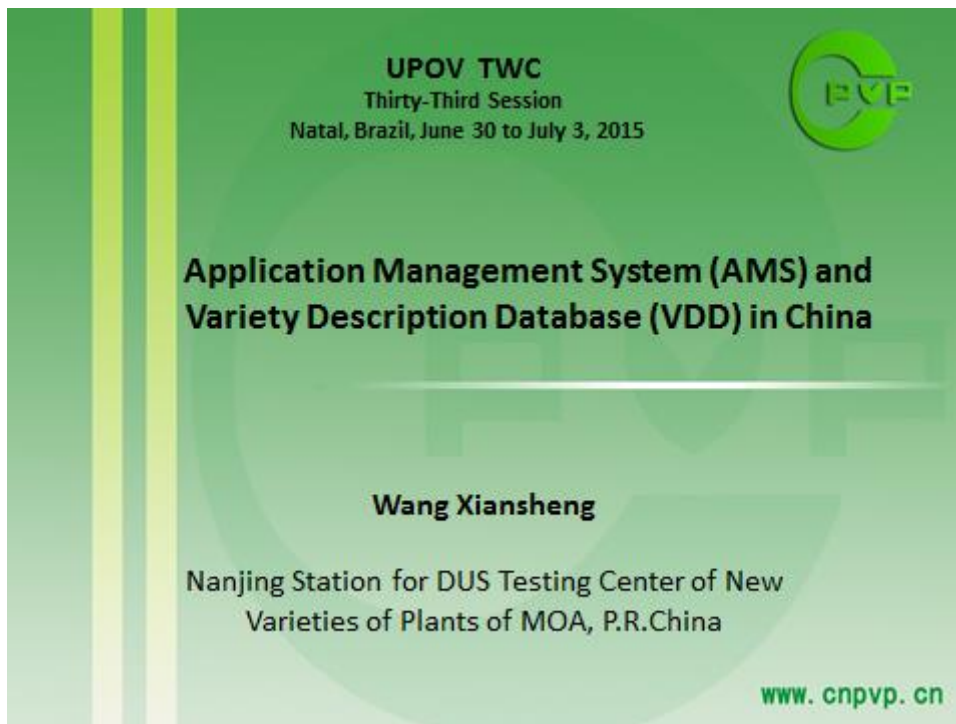 UPOV TWC
Thirty-Third Session
Natal, Brazil, June 30 to July 3, 2015
PVP
Application Management System (AMS) and
Variety Description Database (VDD) in China
Wang Xiansheng
Nanjing Station for DUS Testing Center of New
Varieties of Plants of MOA, P.R.China
www. cnpvp. cn